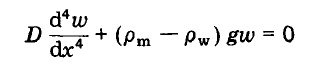 D d⁴w/dx⁴ + (ρm − ρw) gw = 0